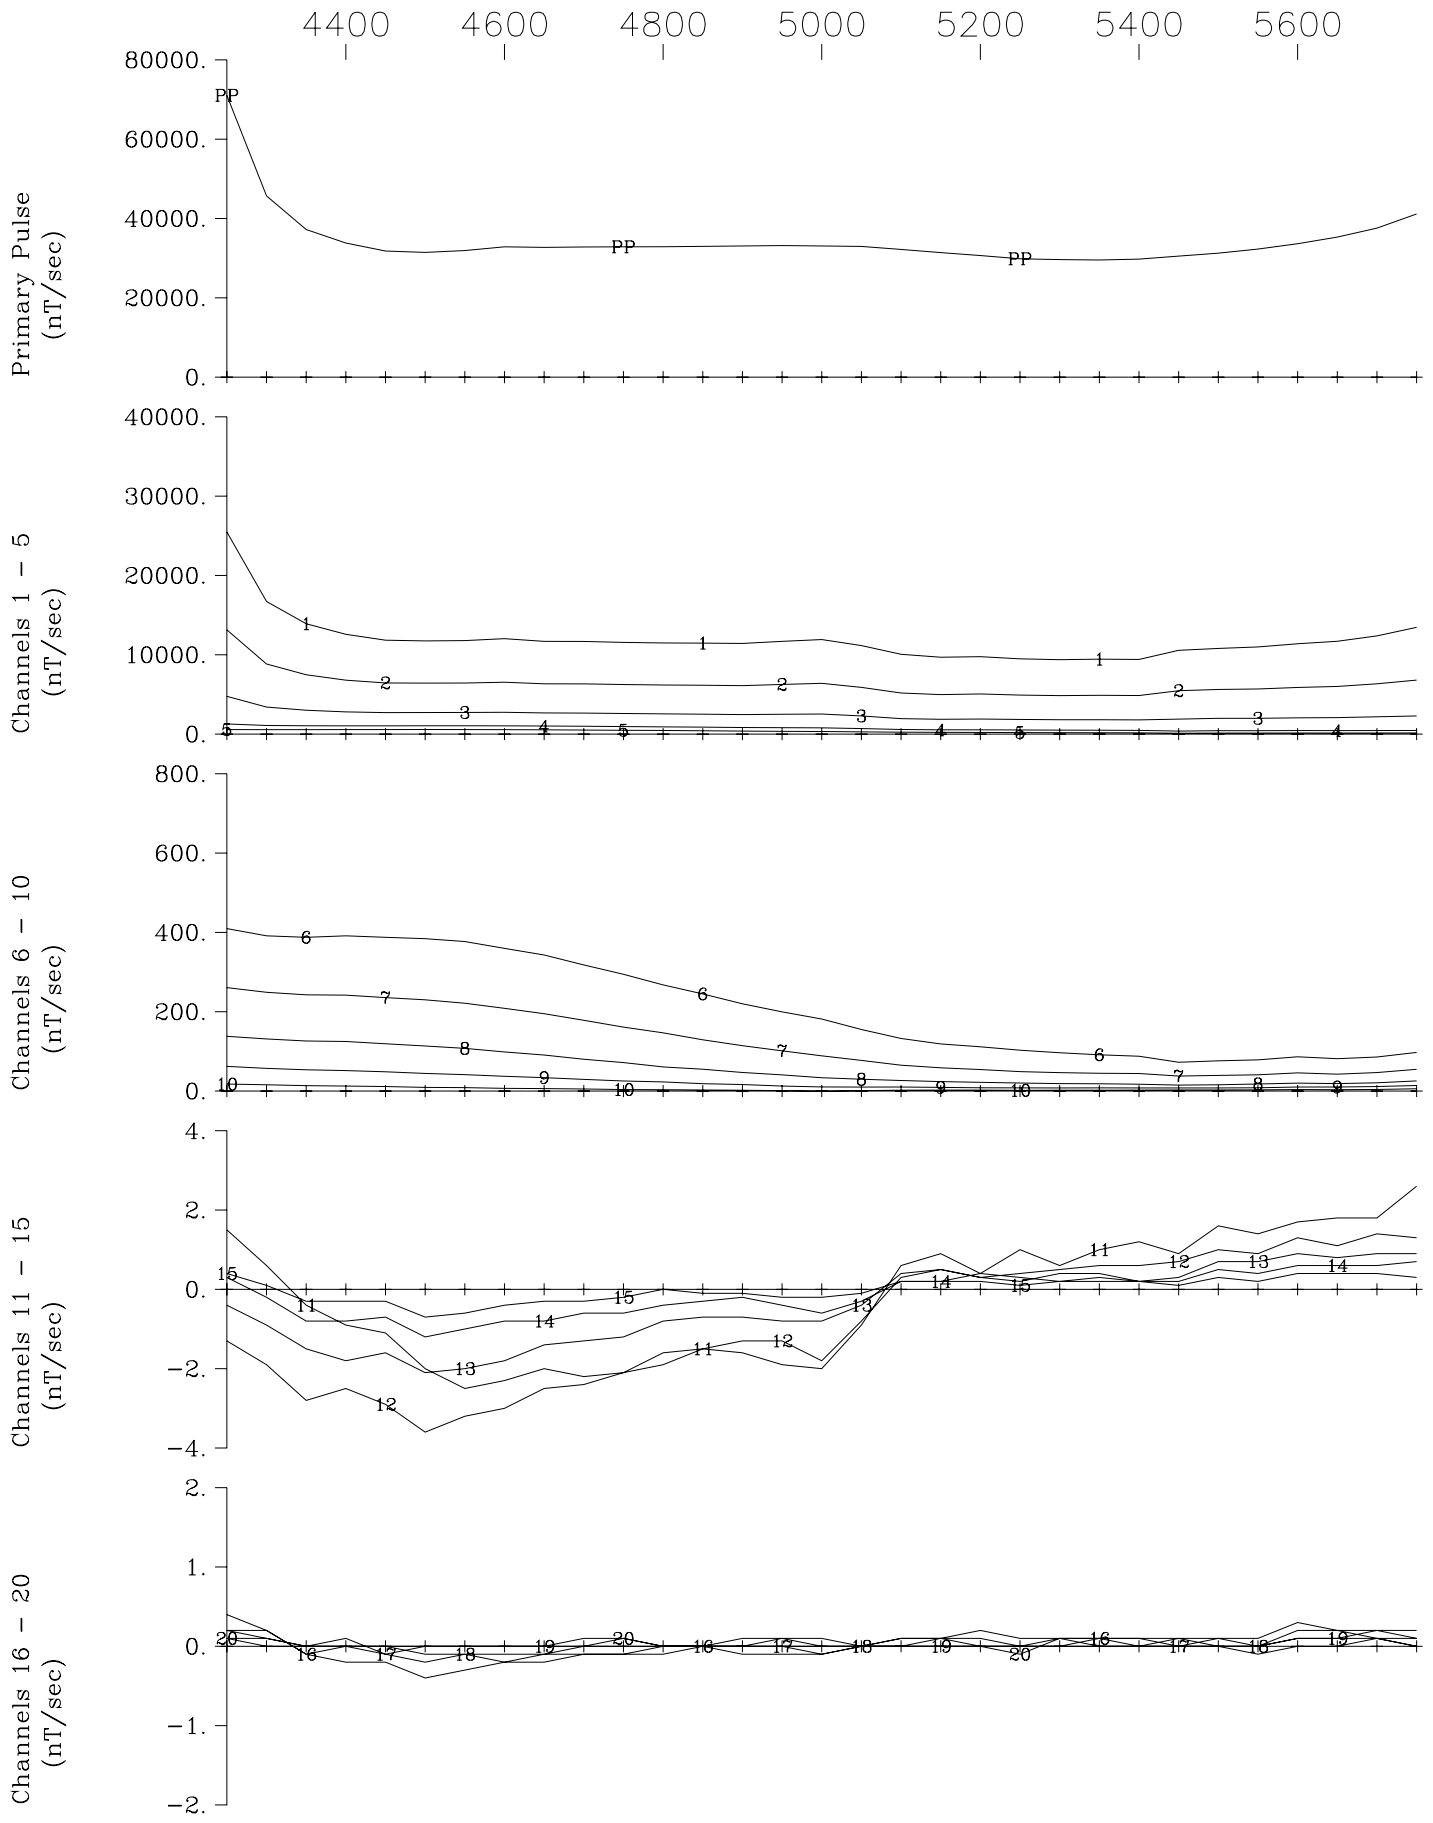 4400 4600 4800 5000 5200 5400 5600
Primary Pulse
(nT/sec)
80000.
60000.
40000.
20000.
0.
PP PP PP
Channels 1 - 5
(nT/sec)
40000.
30000.
20000.
10000.
0.
1 1 1
2 2 2
3 3 3
5 4 5 4 5 4
Channels 6 - 10
(nT/sec)
800.
600.
400.
200.
0.
6 6 6
7 7 7
8 8 8
10 9 10 9 10 9
Channels 11 - 15
(nT/sec)
4.
2.
0.
-2.
-4.
15 11 12 13 14 15 11 12 13 14 15 11 12 13 14
Channels 16 - 20
(nT/sec)
2.
1.
0.
-1.
-2.
20 16 17 18 19 20 16 17 18 19 20 16 17 18 19